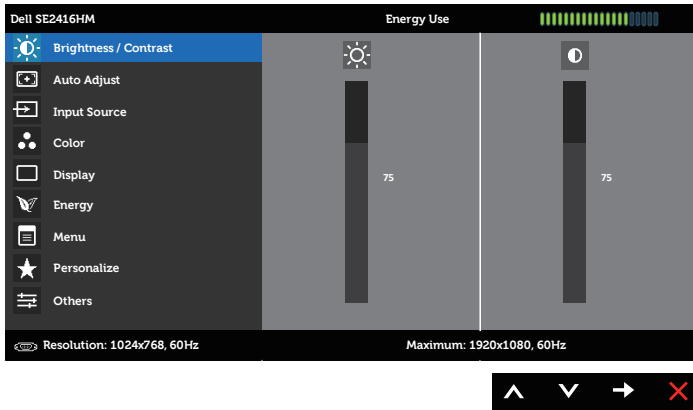 Dell SE2416HM Energy Use
Brightness / Contrast
Auto Adjust
Input Source
Color
Display
75 75
Energy
Menu
Personalize
Others
Resolution: 1024x768, 60Hz Maximum: 1920x1080, 60Hz